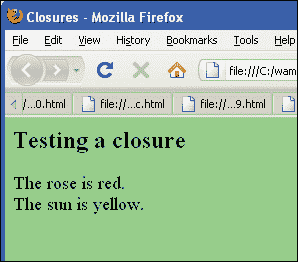 Closures - Mozilla Firefox
File Edit View History Bookmarks Tools Help
file:///C:/wam
/...0.html file://...c.html file://...9.html
Testing a closure
The rose is red.
The sun is yellow.